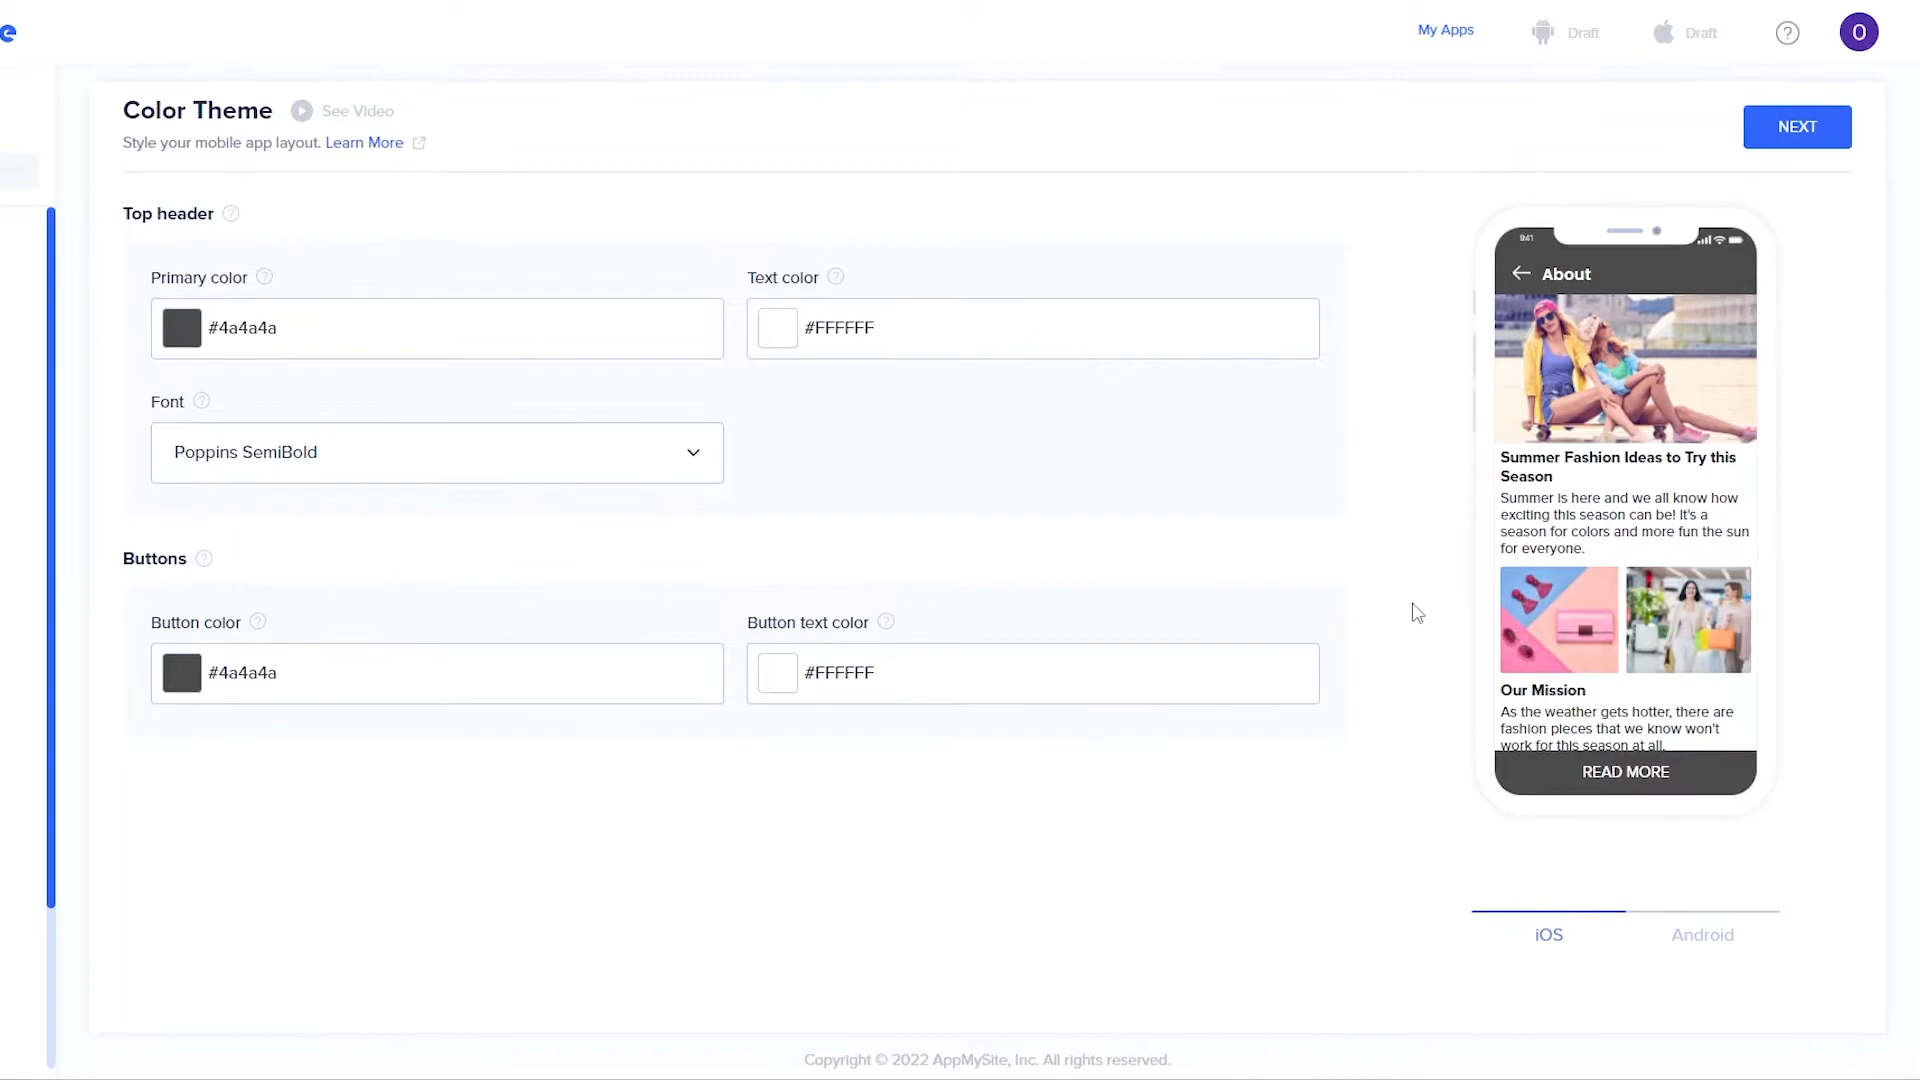 My Apps
Draft
Draft
?
O
Color Theme
See Video
Style your mobile app layout. Learn More
NEXT
Top header ?
Primary color ?
Text color ?
#4a4a4a
#FFFFFF
Font ?
Poppins SemiBold
Buttons ?
Button color ?
Button text color ?
#4a4a4a
#FFFFFF
9:41
About
Summer Fashion Ideas to Try this
Season
Summer is here and we all know how
exciting this season can be! It's a
season for colors and more fun the sun
for everyone.
Our Mission
As the weather gets hotter, there are
fashion pieces that we know won't
work for this season at all.
READ MORE
iOS
Android
Copyright © 2022 AppMySite, Inc. All rights reserved.